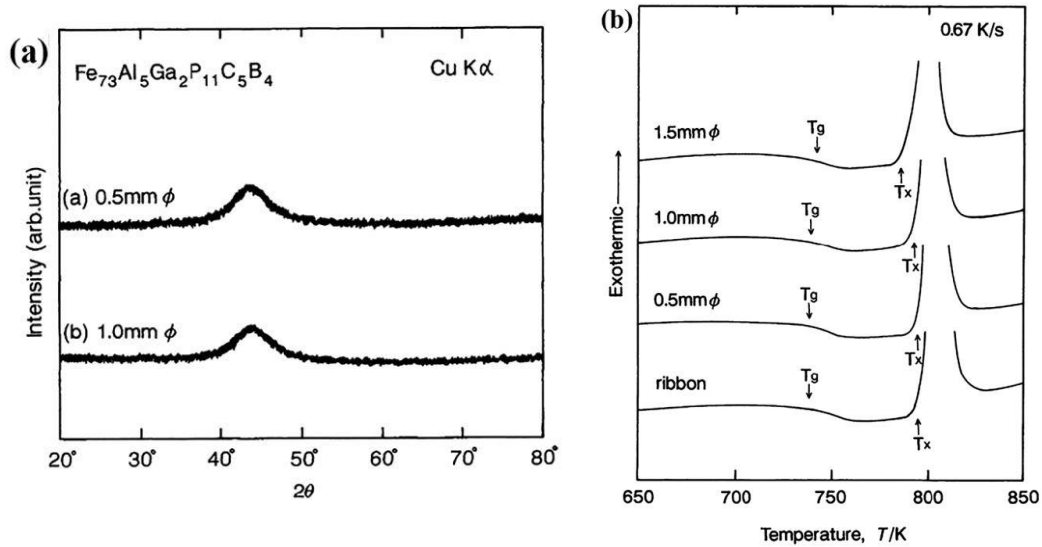 (a)
Fe₇₃Al₅Ga₂P₁₁C₅B₄
Cu Kα
(a) 0.5mm ϕ
(b) 1.0mm ϕ
Intensity (arb.unit)
20° 30° 40° 50° 60° 70° 80°
2θ
(b)
0.67 K/s
1.5mm ϕ
Tg
Tx
1.0mm ϕ
Tg
Tx
0.5mm ϕ
Tg
Tx
ribbon
Tg
Tx
Exothermic →
650 700 750 800 850
Temperature, T/K